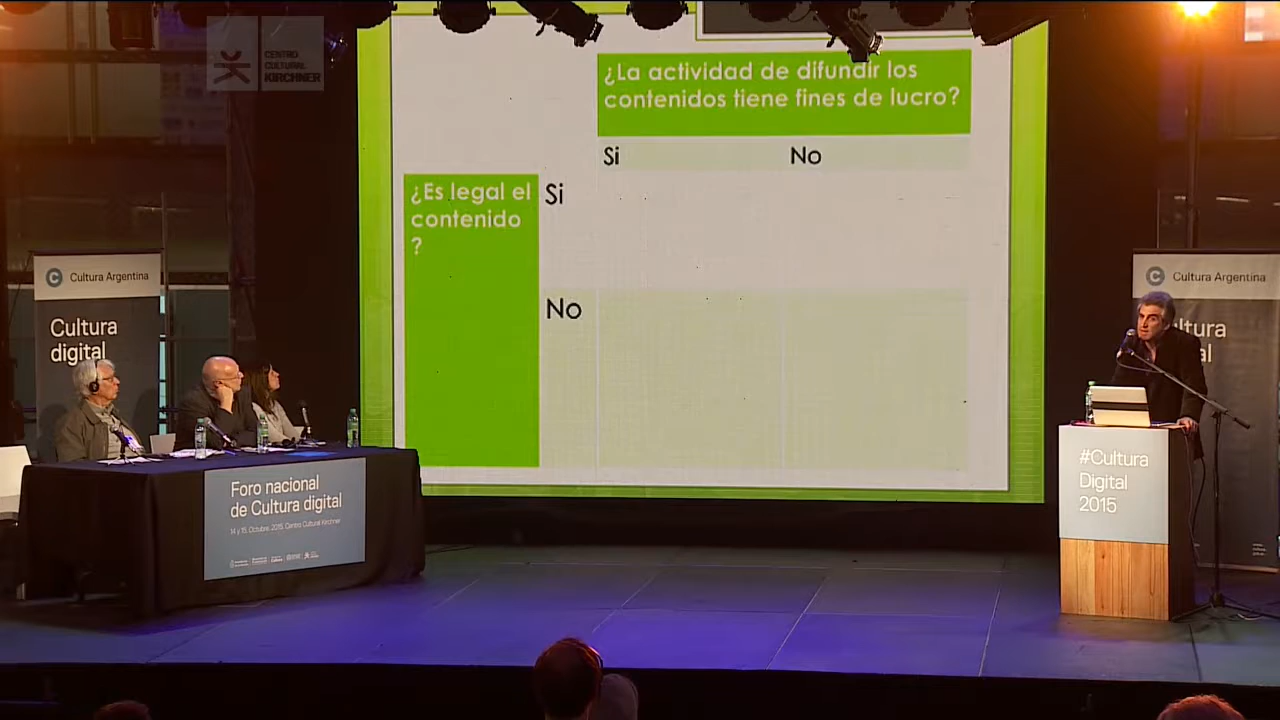 CENTRO
CULTURAL
KIRCHNER
¿La actividad de difundir los
contenidos tiene fines de lucro?
Si
No
¿Es legal el
contenido
?
Si
No
Cultura Argentina
Cultura
digital
Cultura Argentina
ultura
al
Foro nacional
de Cultura digital
14 y 15, Octubre 2015, Centro Cultural Kirchner
#Cultura
Digital
2015